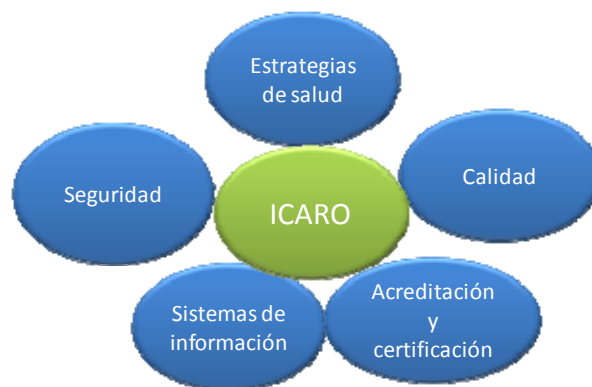 Estrategias
de salud
Seguridad
ICARO
Calidad
Sistemas de
información
Acreditación
y
certificación